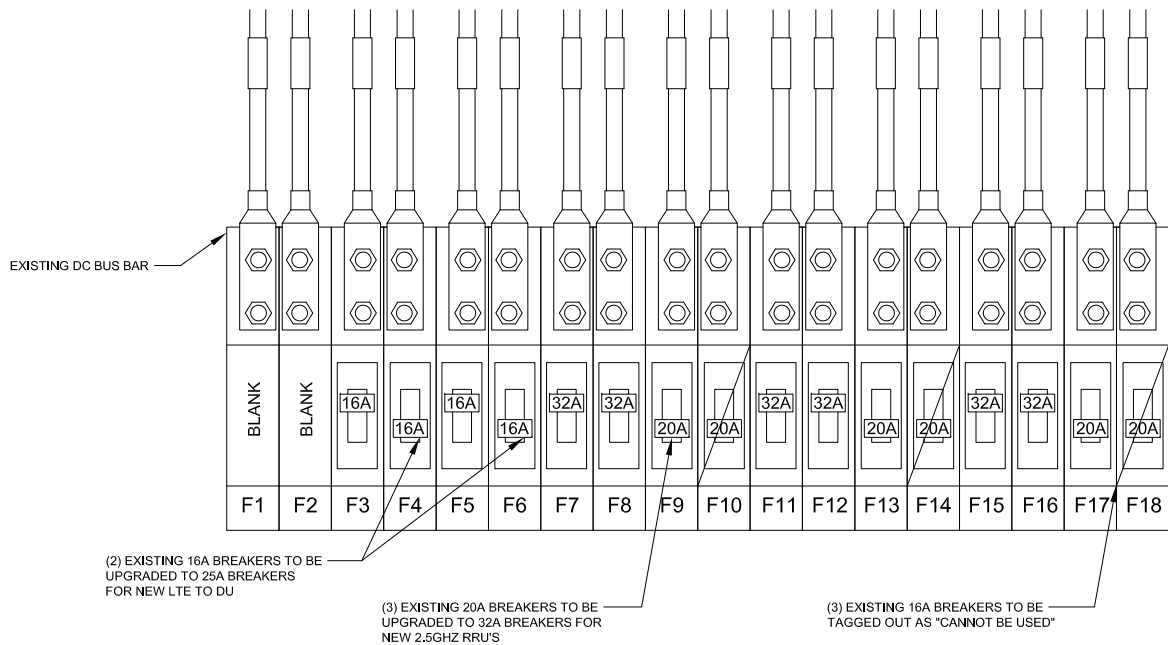 EXISTING DC BUS BAR
BLANK
BLANK
16A
16A
16A
16A
32A
32A
20A
20A
32A
32A
20A
20A
32A
32A
20A
20A
F1 F2 F3 F4 F5 F6 F7 F8 F9 F10 F11 F12 F13 F14 F15 F16 F17 F18
(2) EXISTING 16A BREAKERS TO BE
UPGRADED TO 25A BREAKERS
FOR NEW LTE TO DU
(3) EXISTING 20A BREAKERS TO BE
UPGRADED TO 32A BREAKERS FOR
NEW 2.5GHZ RRU'S
(3) EXISTING 16A BREAKERS TO BE
TAGGED OUT AS "CANNOT BE USED"